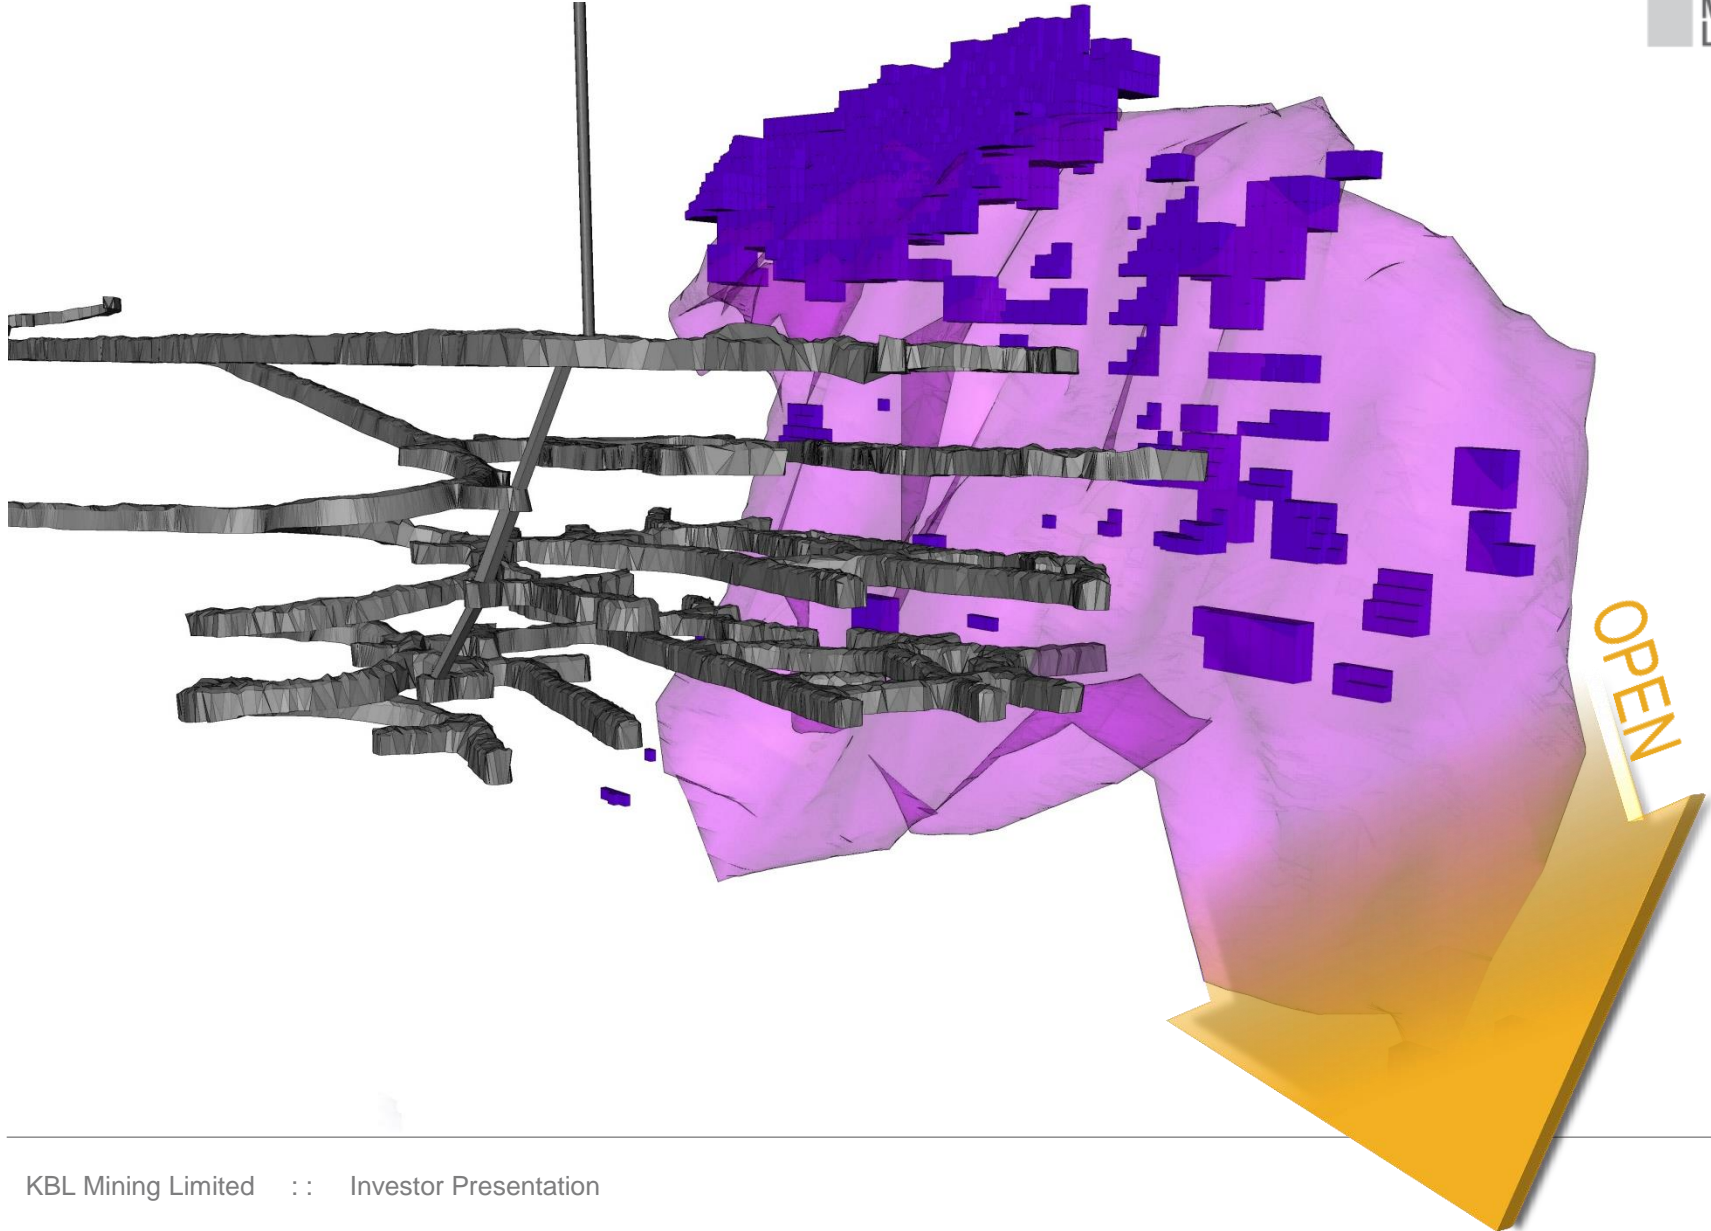 OPEN
KBL Mining Limited : : Investor Presentation